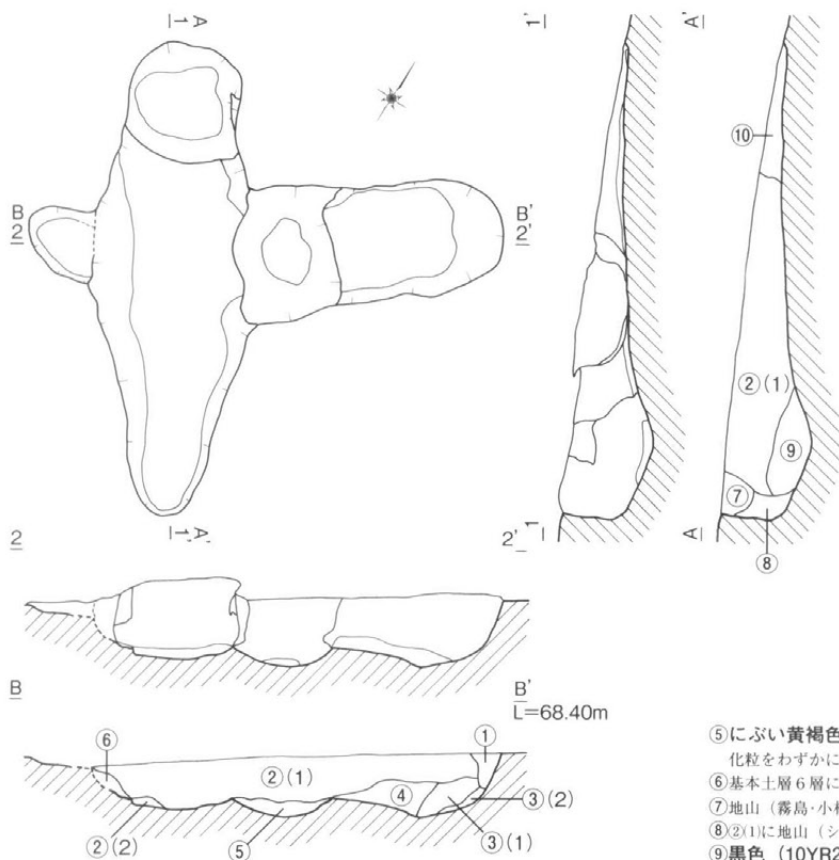 1'
A
1'
A'
⑩
B
2
B'
2'
②(1)
⑨
⑦
1'
A'
1
A
⑧
2
2'
B
B'
L=68.40m
①
⑥
②(1)
④
③(2)
②(2)
⑤
③(1)
⑤にぶい黄褐色
化粒をわずかに
⑥基本土層6層に
⑦地山（霧島·小
⑧②(1)に地山（シ
⑨黒色（10YR2